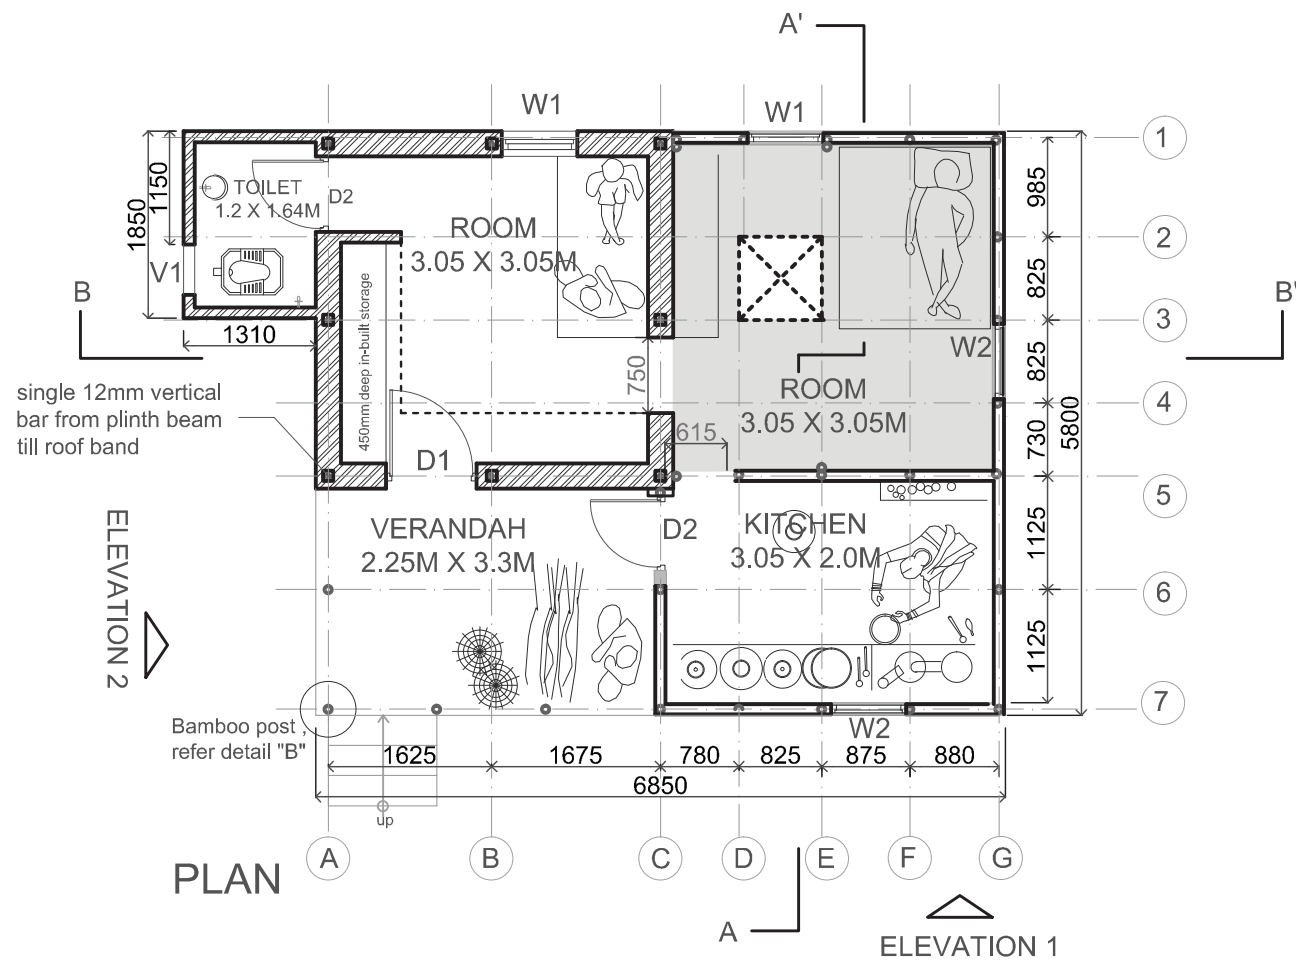 A'
W1
W1
1
1150
1850
TOILET
1.2 X 1.64M
D2
ROOM
3.05 X 3.05M
985
2
V1
B
450mm deep in-built storage
825
B'
3
1310
W2
750
825
ROOM
3.05 X 3.05M
single 12mm vertical
bar from plinth beam
till roof band
4
5800
615
730
D1
5
ELEVATION 2
VERANDAH
2.25M X 3.3M
D2
KITCHEN
3.05 X 2.0M
1125
6
1125
7
Bamboo post ,
refer detail "B"
W2
1625
1675
780
825
875
880
6850
up
A
B
C
D
E
F
G
PLAN
A
ELEVATION 1